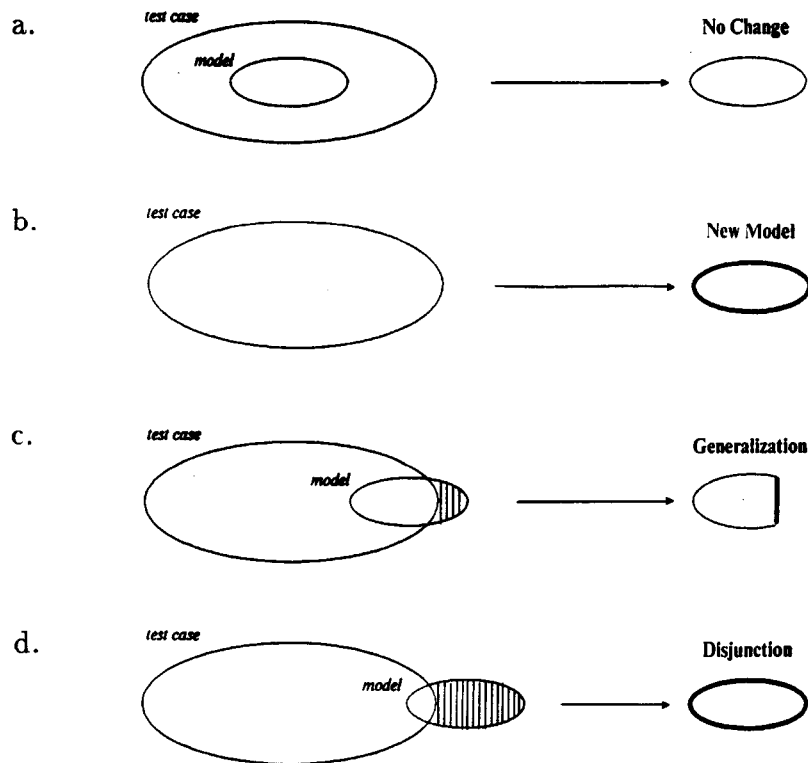 a.
test case
model
No Change
b.
test case
New Model
c.
test case
model
Generalization
d.
test case
model
Disjunction